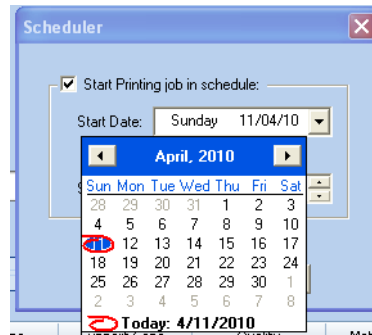 Scheduler
Start Printing job in schedule:
Start Date: Sunday 11/04/10
April, 2010
Sun Mon Tue Wed Thu Fri Sat
28 29 30 31 1 2 3
4 5 6 7 8 9 10
11 12 13 14 15 16 17
18 19 20 21 22 23 24
25 26 27 28 29 30 1
2 3 4 5 6 7 8
Today: 4/11/2010